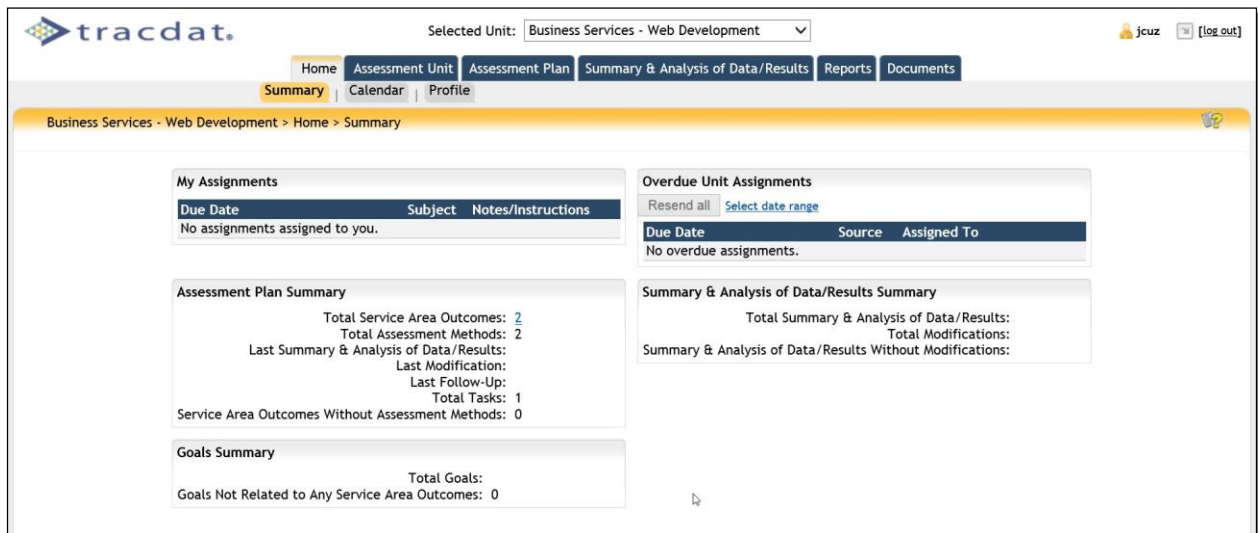 tracdat.
Selected Unit: Business Services - Web Development
jcuz [log out]
Home Assessment Unit Assessment Plan Summary & Analysis of Data/Results Reports Documents
Summary | Calendar | Profile
Business Services - Web Development > Home > Summary
My Assignments
Due Date Subject Notes/Instructions
No assignments assigned to you.
Overdue Unit Assignments
Resend all Select date range
Due Date Source Assigned To
No overdue assignments.
Assessment Plan Summary
Total Service Area Outcomes: 2
Total Assessment Methods: 2
Last Summary & Analysis of Data/Results:
Last Modification:
Last Follow-Up:
Total Tasks: 1
Service Area Outcomes Without Assessment Methods: 0
Summary & Analysis of Data/Results Summary
Total Summary & Analysis of Data/Results:
Total Modifications:
Summary & Analysis of Data/Results Without Modifications:
Goals Summary
Total Goals:
Goals Not Related to Any Service Area Outcomes: 0